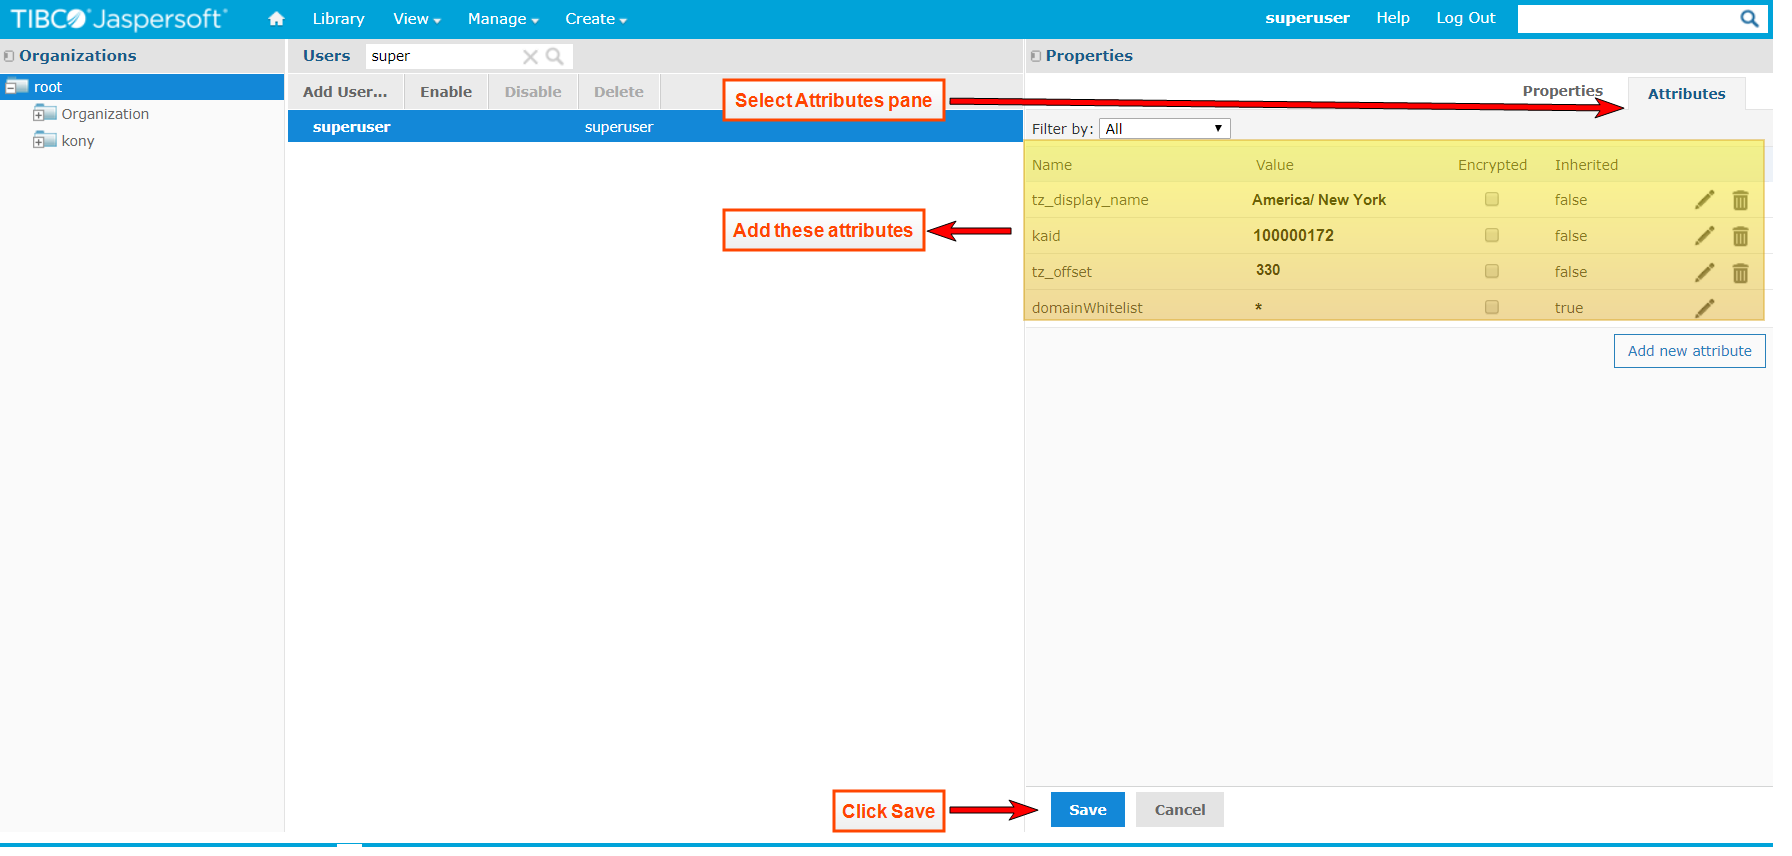 TIBCO Jaspersoft
Library
View
Manage
Create
superuser
Help
Log Out
Organizations
root
Organization
kony
Users
super
Add User...
Enable
Disable
Delete
superuser
superuser
Select Attributes pane
Add these attributes
Click Save
Properties
Properties
Attributes
Filter by: All
Name Value Encrypted Inherited
tz_display_name America/ New York false
kaid 100000172 false
tz_offset 330 false
domainWhitelist * true
Add new attribute
Save
Cancel